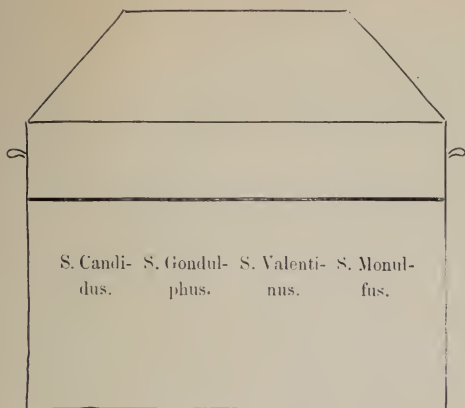 S. Candi- S. Gondul- S. Valenti- S. Monul-
dus. phus. nus. fus.